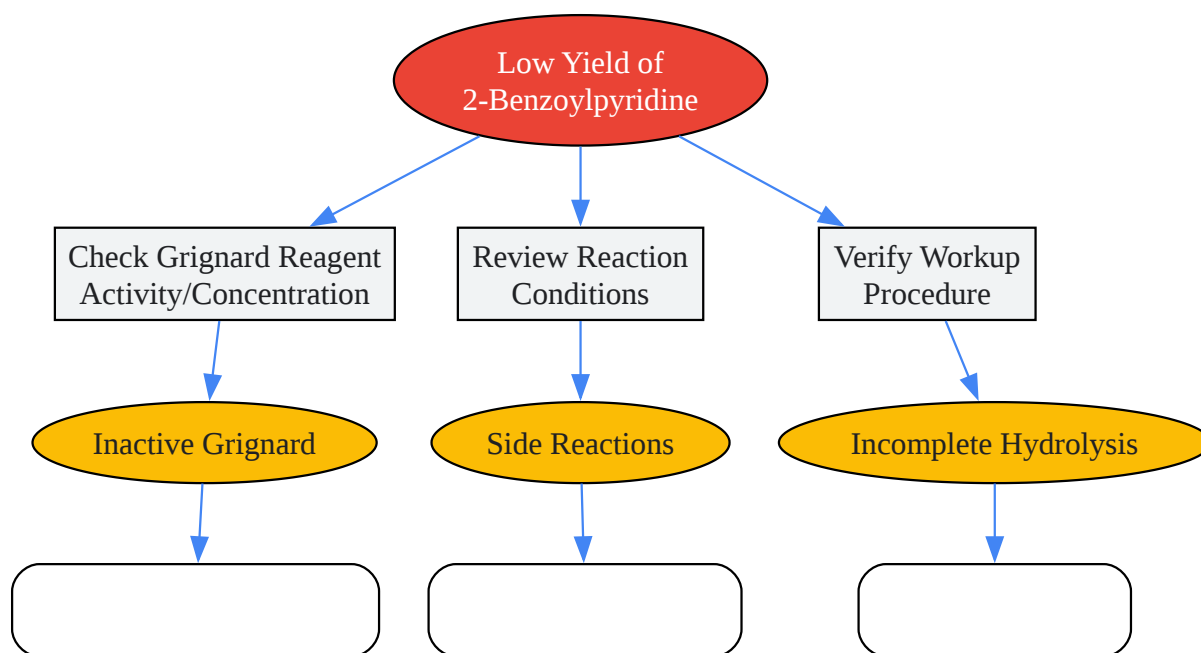 Low Yield of
2-Benzoylpyridine
Check Grignard Reagent
Activity/Concentration
Review Reaction
Conditions
Verify Workup
Procedure
Inactive Grignard
Side Reactions
Incomplete Hydrolysis